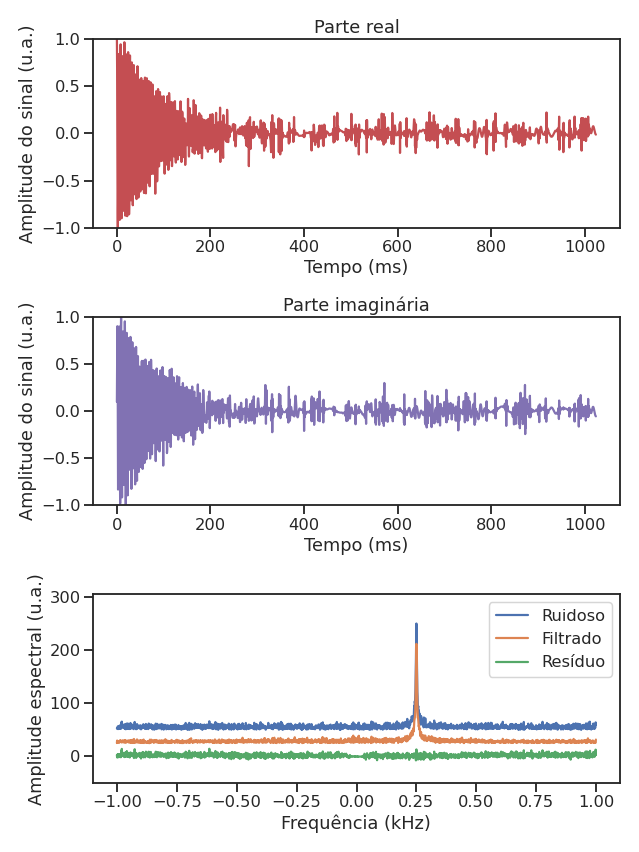 Parte real
Amplitude do sinal (u.a.)
1.0
0.5
0.0
−0.5
−1.0
0 200 400 600 800 1000
Tempo (ms)
Parte imaginária
Amplitude do sinal (u.a.)
1.0
0.5
0.0
−0.5
−1.0
0 200 400 600 800 1000
Tempo (ms)
Amplitude espectral (u.a.)
300
200
100
0
Ruidoso
Filtrado
Resíduo
−1.00 −0.75 −0.50 −0.25 0.00 0.25 0.50 0.75 1.00
Frequência (kHz)